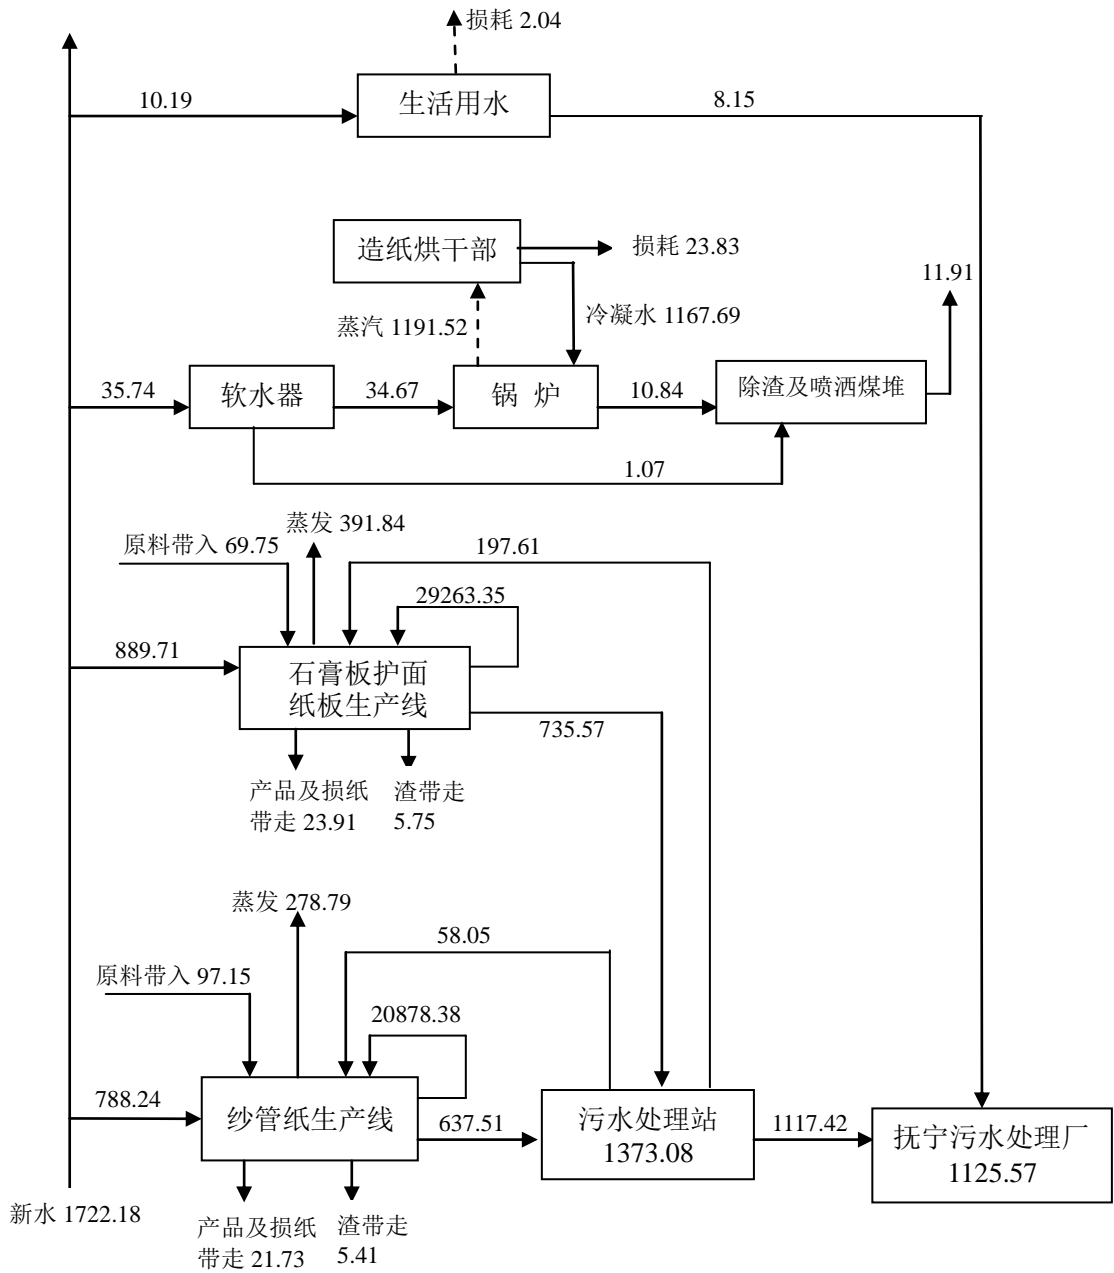 损耗 2.04
10.19
生活用水
8.15
造纸烘干部
损耗 23.83
11.91
蒸汽 1191.52
冷凝水 1167.69
35.74
软水器
34.67
锅 炉
10.84
除渣及喷洒煤堆
1.07
蒸发 391.84
原料带入 69.75
197.61
29263.35
889.71
石膏板护面
纸板生产线
735.57
产品及损纸
带走 23.91
渣带走
5.75
蒸发 278.79
58.05
原料带入 97.15
20878.38
788.24
纱管纸生产线
637.51
污水处理站
1373.08
1117.42
抚宁污水处理厂
1125.57
新水 1722.18
产品及损纸
带走 21.73
渣带走
5.41